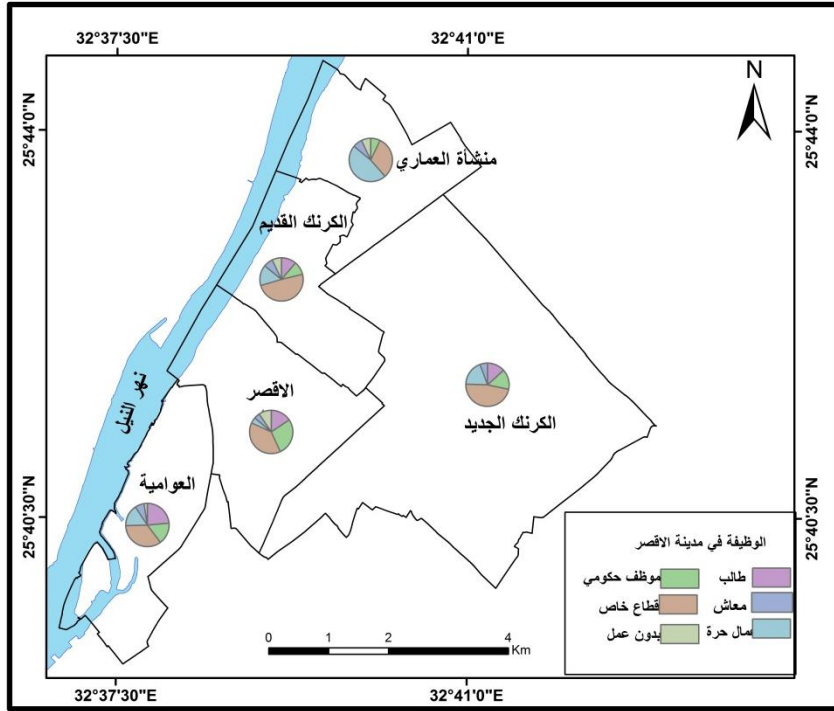 32°37'30"E
32°41'0"E
N
25°44'0"N
25°44'0"N
منشأة العماري
الكرنك القديم
نهر النيل
الاقصر
الكرنك الجديد
العوامية
25°40'30"N
25°40'30"N
الوظيفة في مدينة الاقصر
طالب
موظف حكومي
معاش
قطاع خاص
عمال حرة
بدون عمل
0 1 2 4
Km
32°37'30"E
32°41'0"E